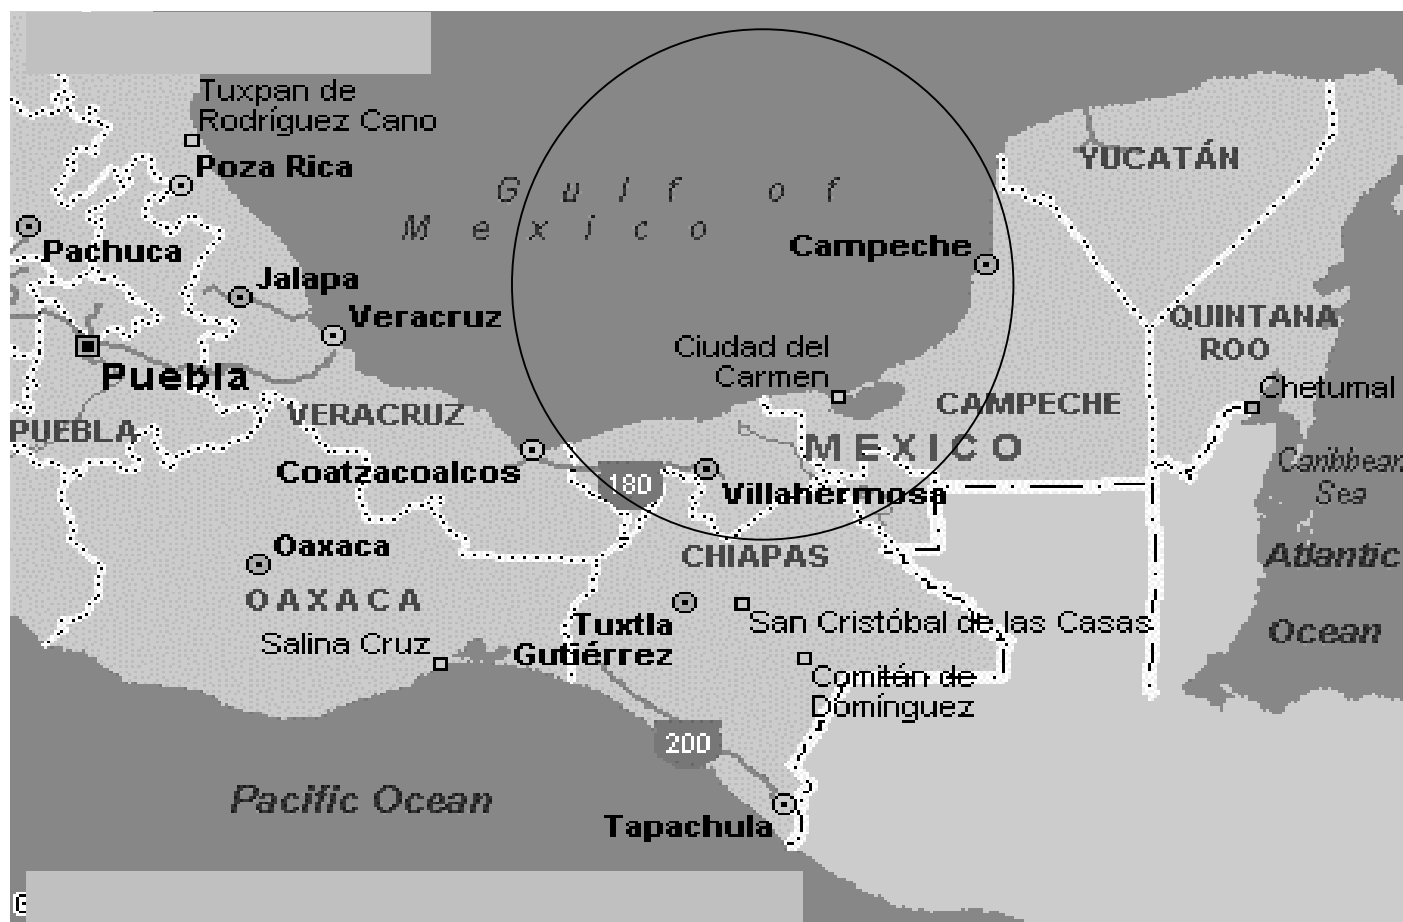 Tuxpan de
Rodríguez Cano
Poza Rica
YUCATÁN
Gulf of
Mexico
Campeche
Pachuca
Jalapa
Veracruz
QUINTANA
ROO
Ciudad del
Carmen
Puebla
Chetumal
VERACRUZ
CAMPECHE
PUEBLA
MEXICO
Coatzacoalcos
180
Villahermosa
Caribbean
Sea
Oaxaca
CHIAPAS
Atlantic
Ocean
OAXACA
Tuxtla
Gutiérrez
San Cristóbal de las Casas
Salina Cruz
Comitán de
Domínguez
200
Pacific Ocean
Tapachula